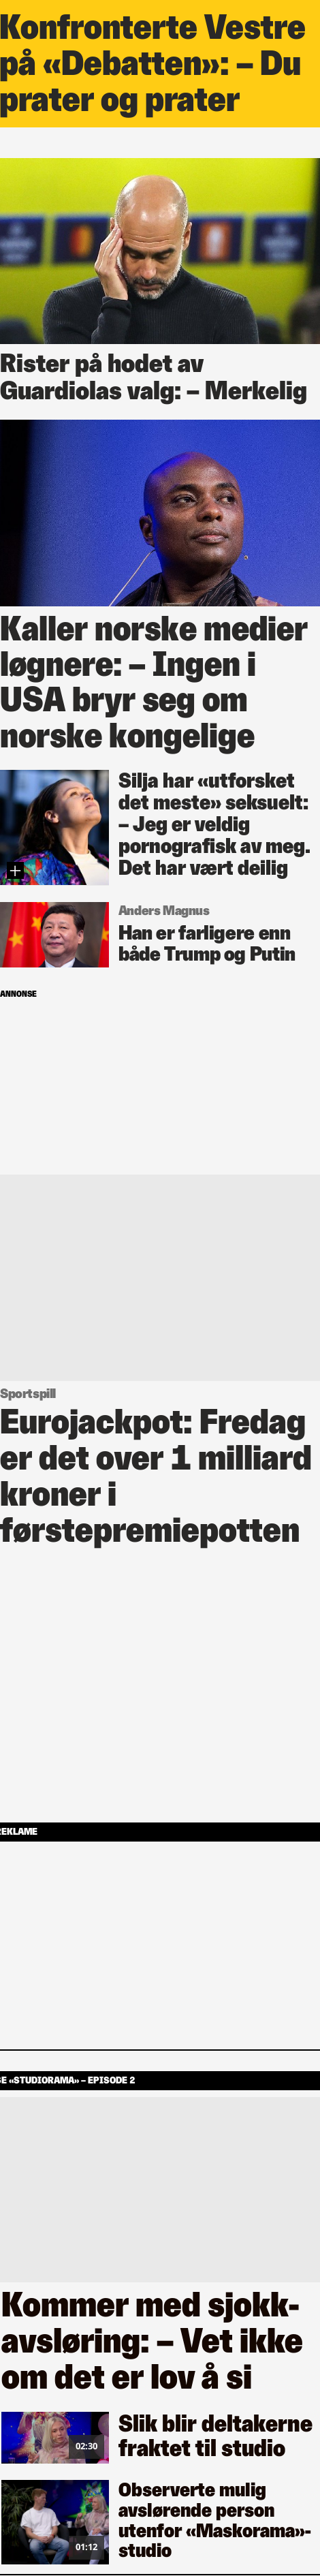 Konfronterte Vestre
på «Debatten»: – Du
prater og prater
Rister på hodet av
Guardiolas valg: – Merkelig
Kaller norske medier
løgnere: – Ingen i
USA bryr seg om
norske kongelige
Silja har «utforsket
det meste» seksuelt:
– Jeg er veldig
pornografisk av meg.
Det har vært deilig
Anders Magnus
Han er farligere enn
både Trump og Putin
ANNONSE
Sportspill
Eurojackpot: Fredag
er det over 1 milliard
kroner i
førstepremiepotten
EKLAME
E «STUDIORAMA» – EPISODE 2
Kommer med sjokk-
avsløring: – Vet ikke
om det er lov å si
Slik blir deltakerne
fraktet til studio
02:30
Observerte mulig
avslørende person
utenfor «Maskorama»-
studio
01:12